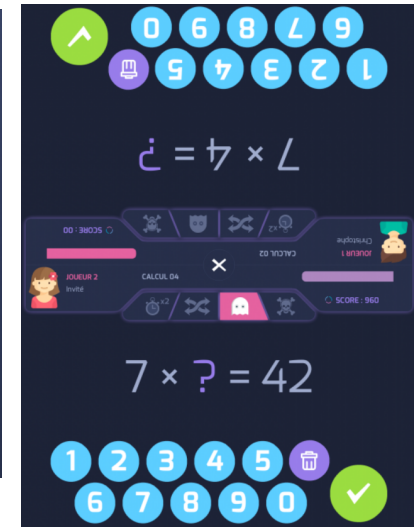 6 7 8 9 0
1 2 3 4 5
7 × 4 = ?
x2
SCORE : 00
JOUEUR 1
Christophe
CALCUL 02
×
JOUEUR 2
Invité
CALCUL 04
x2
SCORE : 960
7 × ? = 42
1 2 3 4 5
6 7 8 9 0